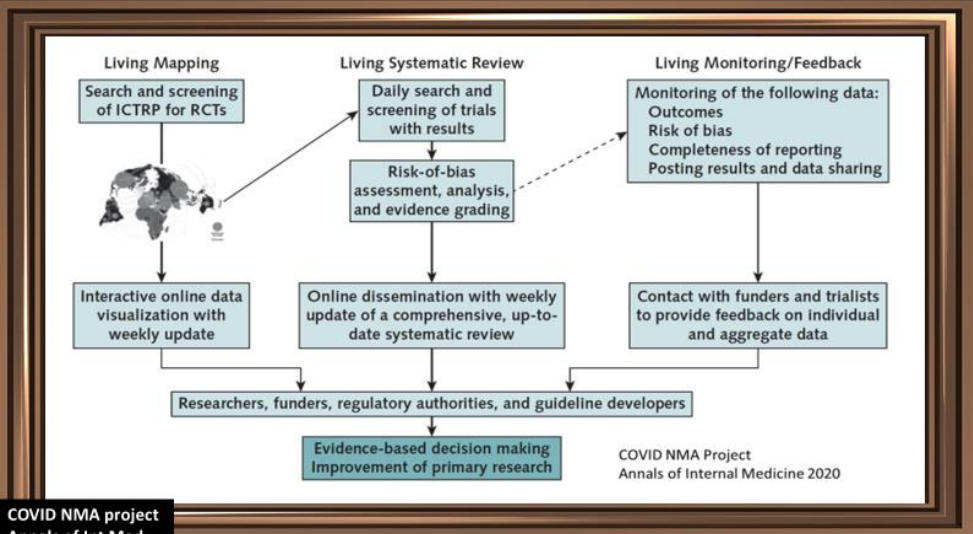 Living Mapping
Search and screening
of ICTRP for RCTs
Interactive online data
visualization with
weekly update
Living Systematic Review
Daily search and
screening of trials
with results
Risk-of-bias
assessment, analysis,
and evidence grading
Online dissemination with weekly
update of a comprehensive, up-to-
date systematic review
Living Monitoring/Feedback
Monitoring of the following data:
Outcomes
Risk of bias
Completeness of reporting
Posting results and data sharing
Contact with funders and trialists
to provide feedback on individual
and aggregate data
Researchers, funders, regulatory authorities, and guideline developers
Evidence-based decision making
Improvement of primary research
COVID NMA Project
Annals of Internal Medicine 2020
COVID NMA project
Annals of Int Med